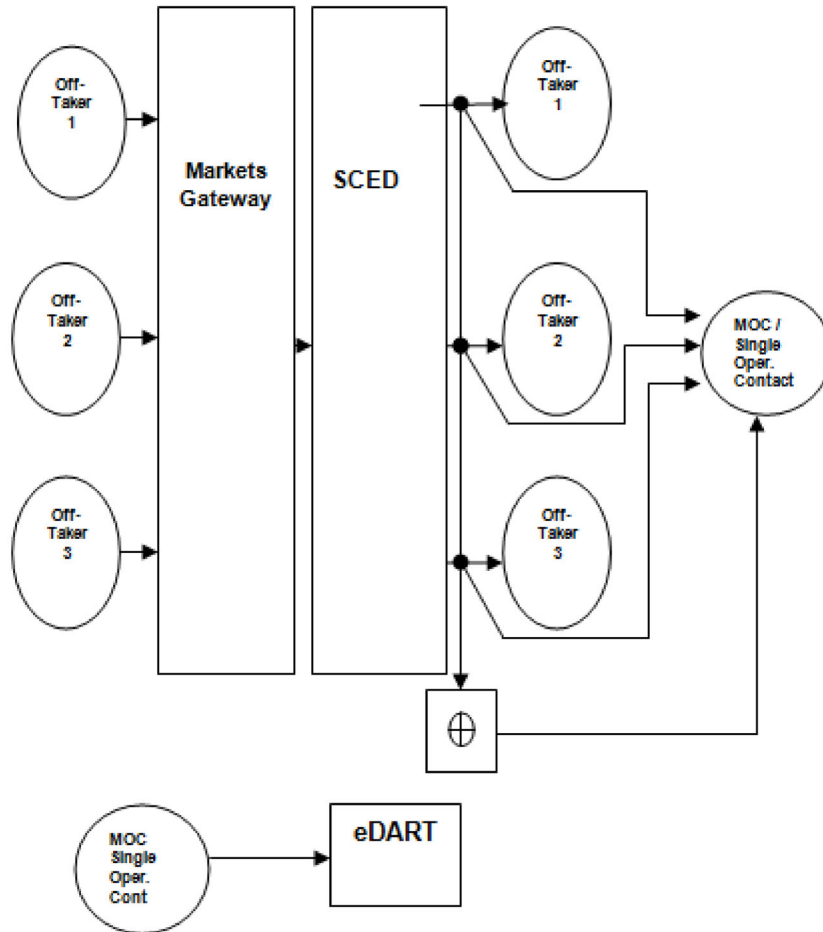 Off-
Taker
1
Markets
Gateway
SCED
Off-
Taker
1
Off-
Taker
2
Off-
Taker
2
MOC /
Single
Oper.
Contact
Off-
Taker
3
Off-
Taker
3
MOC
Single
Oper.
Cont
eDART